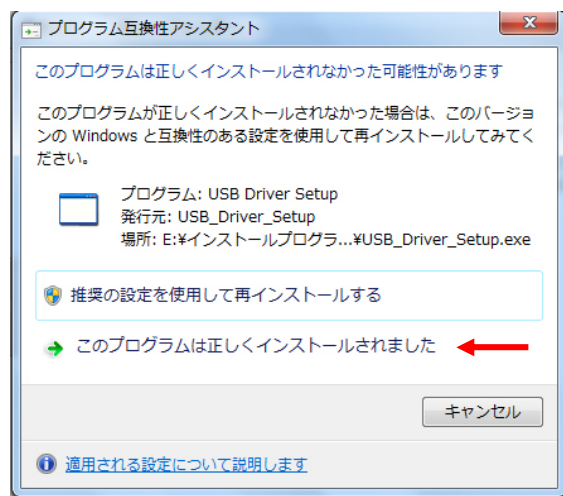 プログラム互換性アシスタント
このプログラムは正しくインストールされなかった可能性があります
このプログラムが正しくインストールされなかった場合は、このバージョ
ンの Windows と互換性のある設定を使用して再インストールしてみてく
ださい。
プログラム: USB Driver Setup
発行元: USB_Driver_Setup
場所: E:¥インストールプログラ...¥USB_Driver_Setup.exe
推奨の設定を使用して再インストールする
このプログラムは正しくインストールされました
キャンセル
適用される設定について説明します